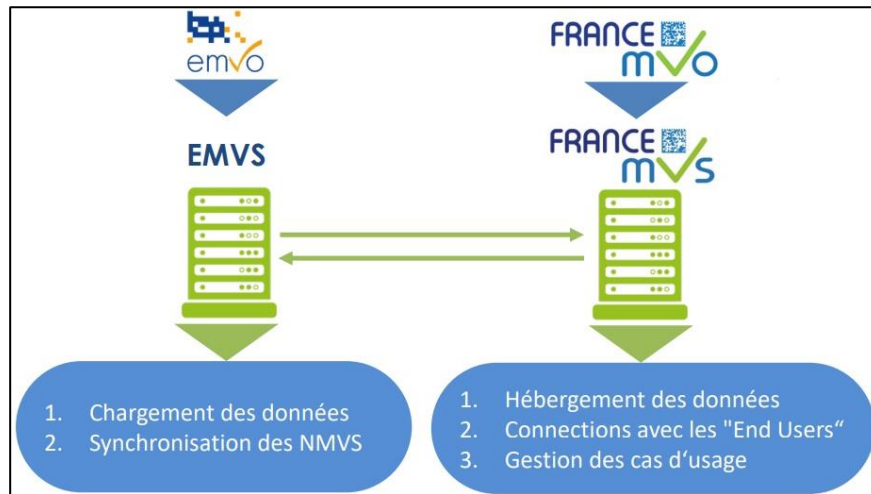 emvo
FRANCE
mvo
EMVS
FRANCE
mvs
1. Chargement des données
2. Synchronisation des NMVS
1. Hébergement des données
2. Connections avec les "End Users“
3. Gestion des cas d‘usage